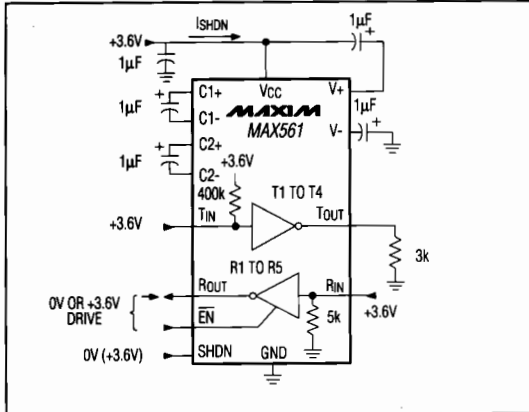 ISHDN
+3.6V
1µF
1µF +
VCC
V+
C1+
1µF +
C1-
MAXIM
MAX561
1µF +
V-
C2+
1µF +
C2-
+3.6V
400k
T1 TO T4
TIN
TOUT
+3.6V
3k
R1 TO R5
ROUT
RIN
0V OR +3.6V
DRIVE
+3.6V
EN
5k
0V (+3.6V)
SHDN
GND